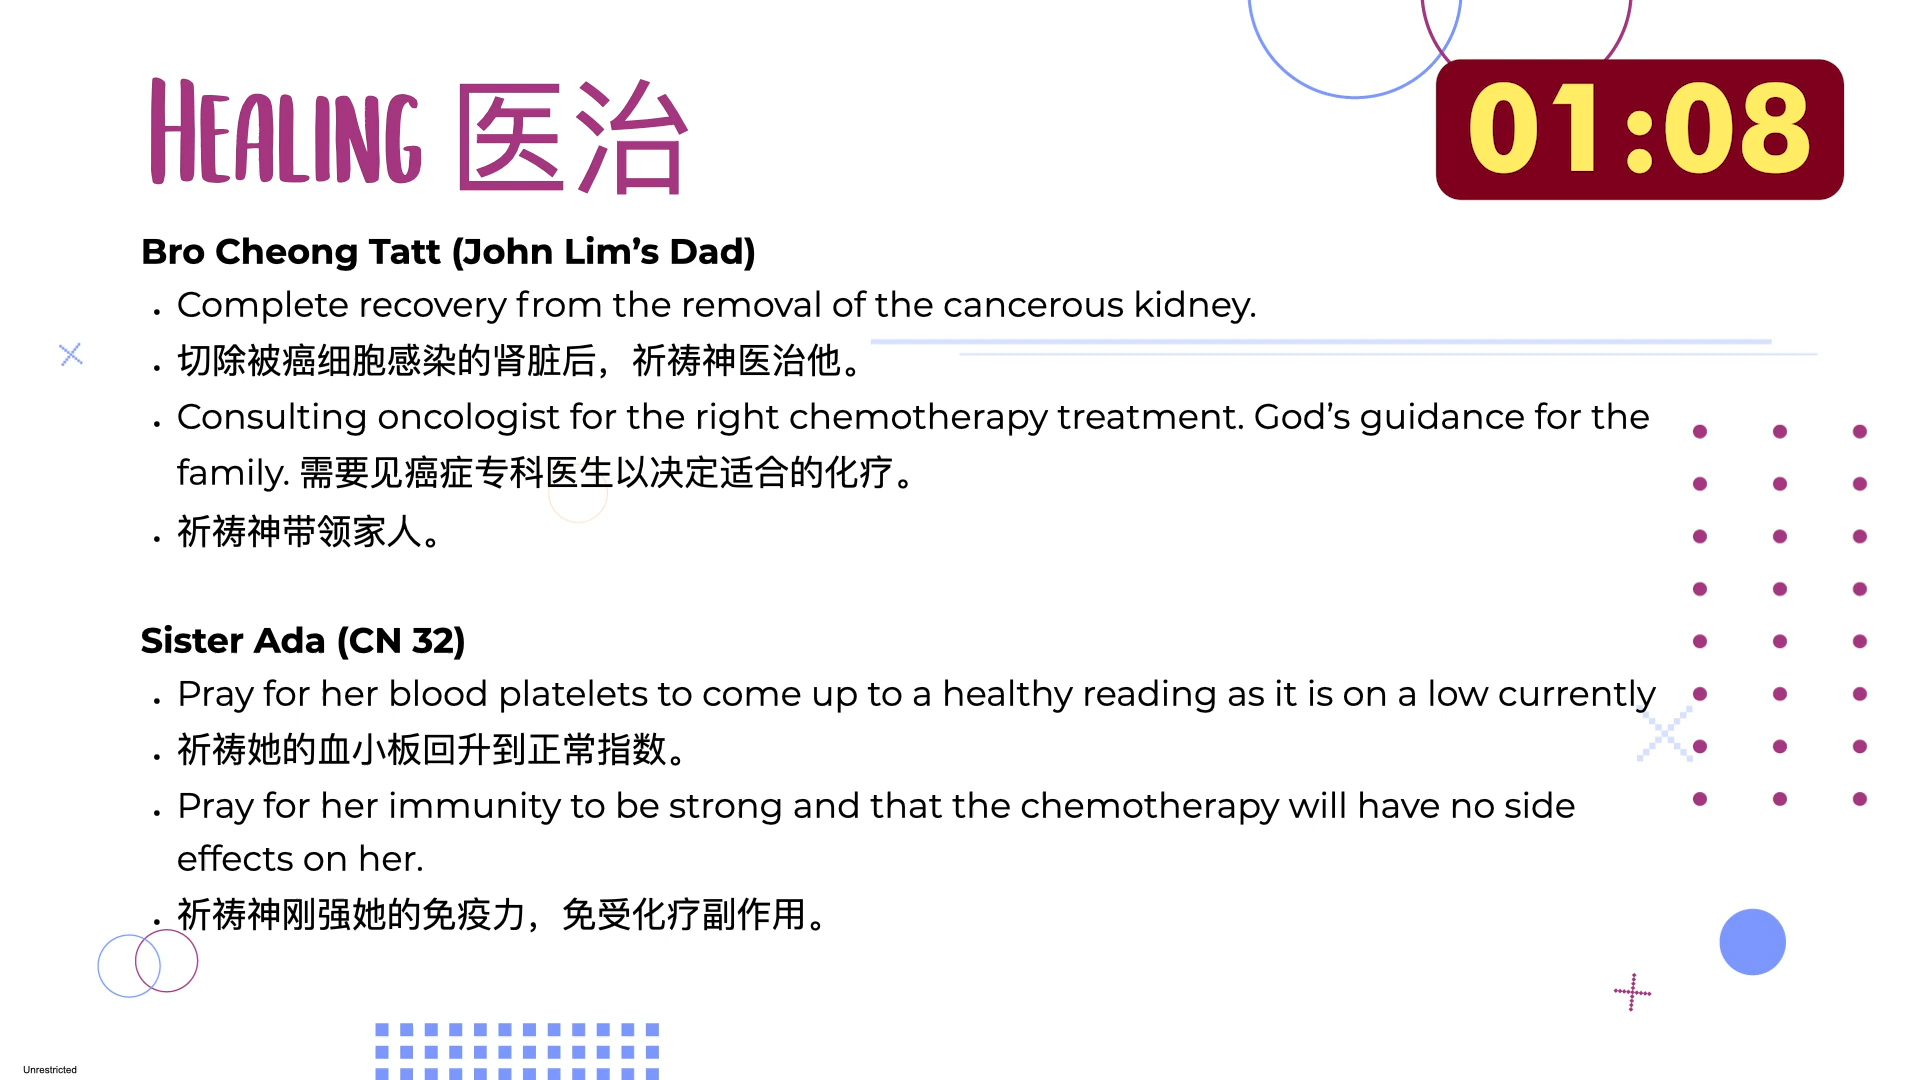 HEALING 医治
01:08
Bro Cheong Tatt (John Lim’s Dad)
• Complete recovery from the removal of the cancerous kidney.
• 切除被癌细胞感染的肾脏后，祈祷神医治他。
• Consulting oncologist for the right chemotherapy treatment. God’s guidance for the
family. 需要见癌症专科医生以决定适合的化疗。
• 祈祷神带领家人。
Sister Ada (CN 32)
• Pray for her blood platelets to come up to a healthy reading as it is on a low currently
• 祈祷她的血小板回升到正常指数。
• Pray for her immunity to be strong and that the chemotherapy will have no side
effects on her.
• 祈祷神刚强她的免疫力，免受化疗副作用。
Unrestricted